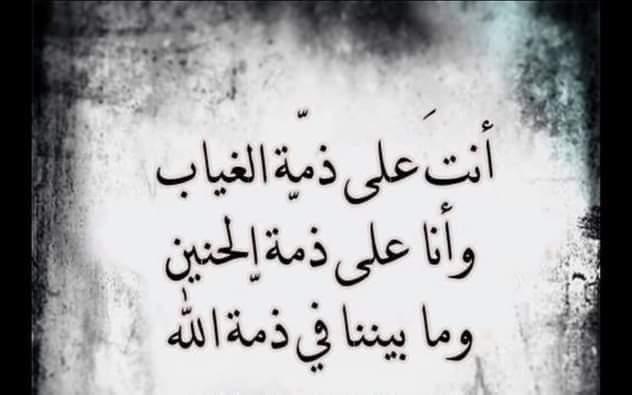 أنتَ على ذمّة الغياب
وأنا على ذمّة الحنين
وما بيننا في ذمة الله